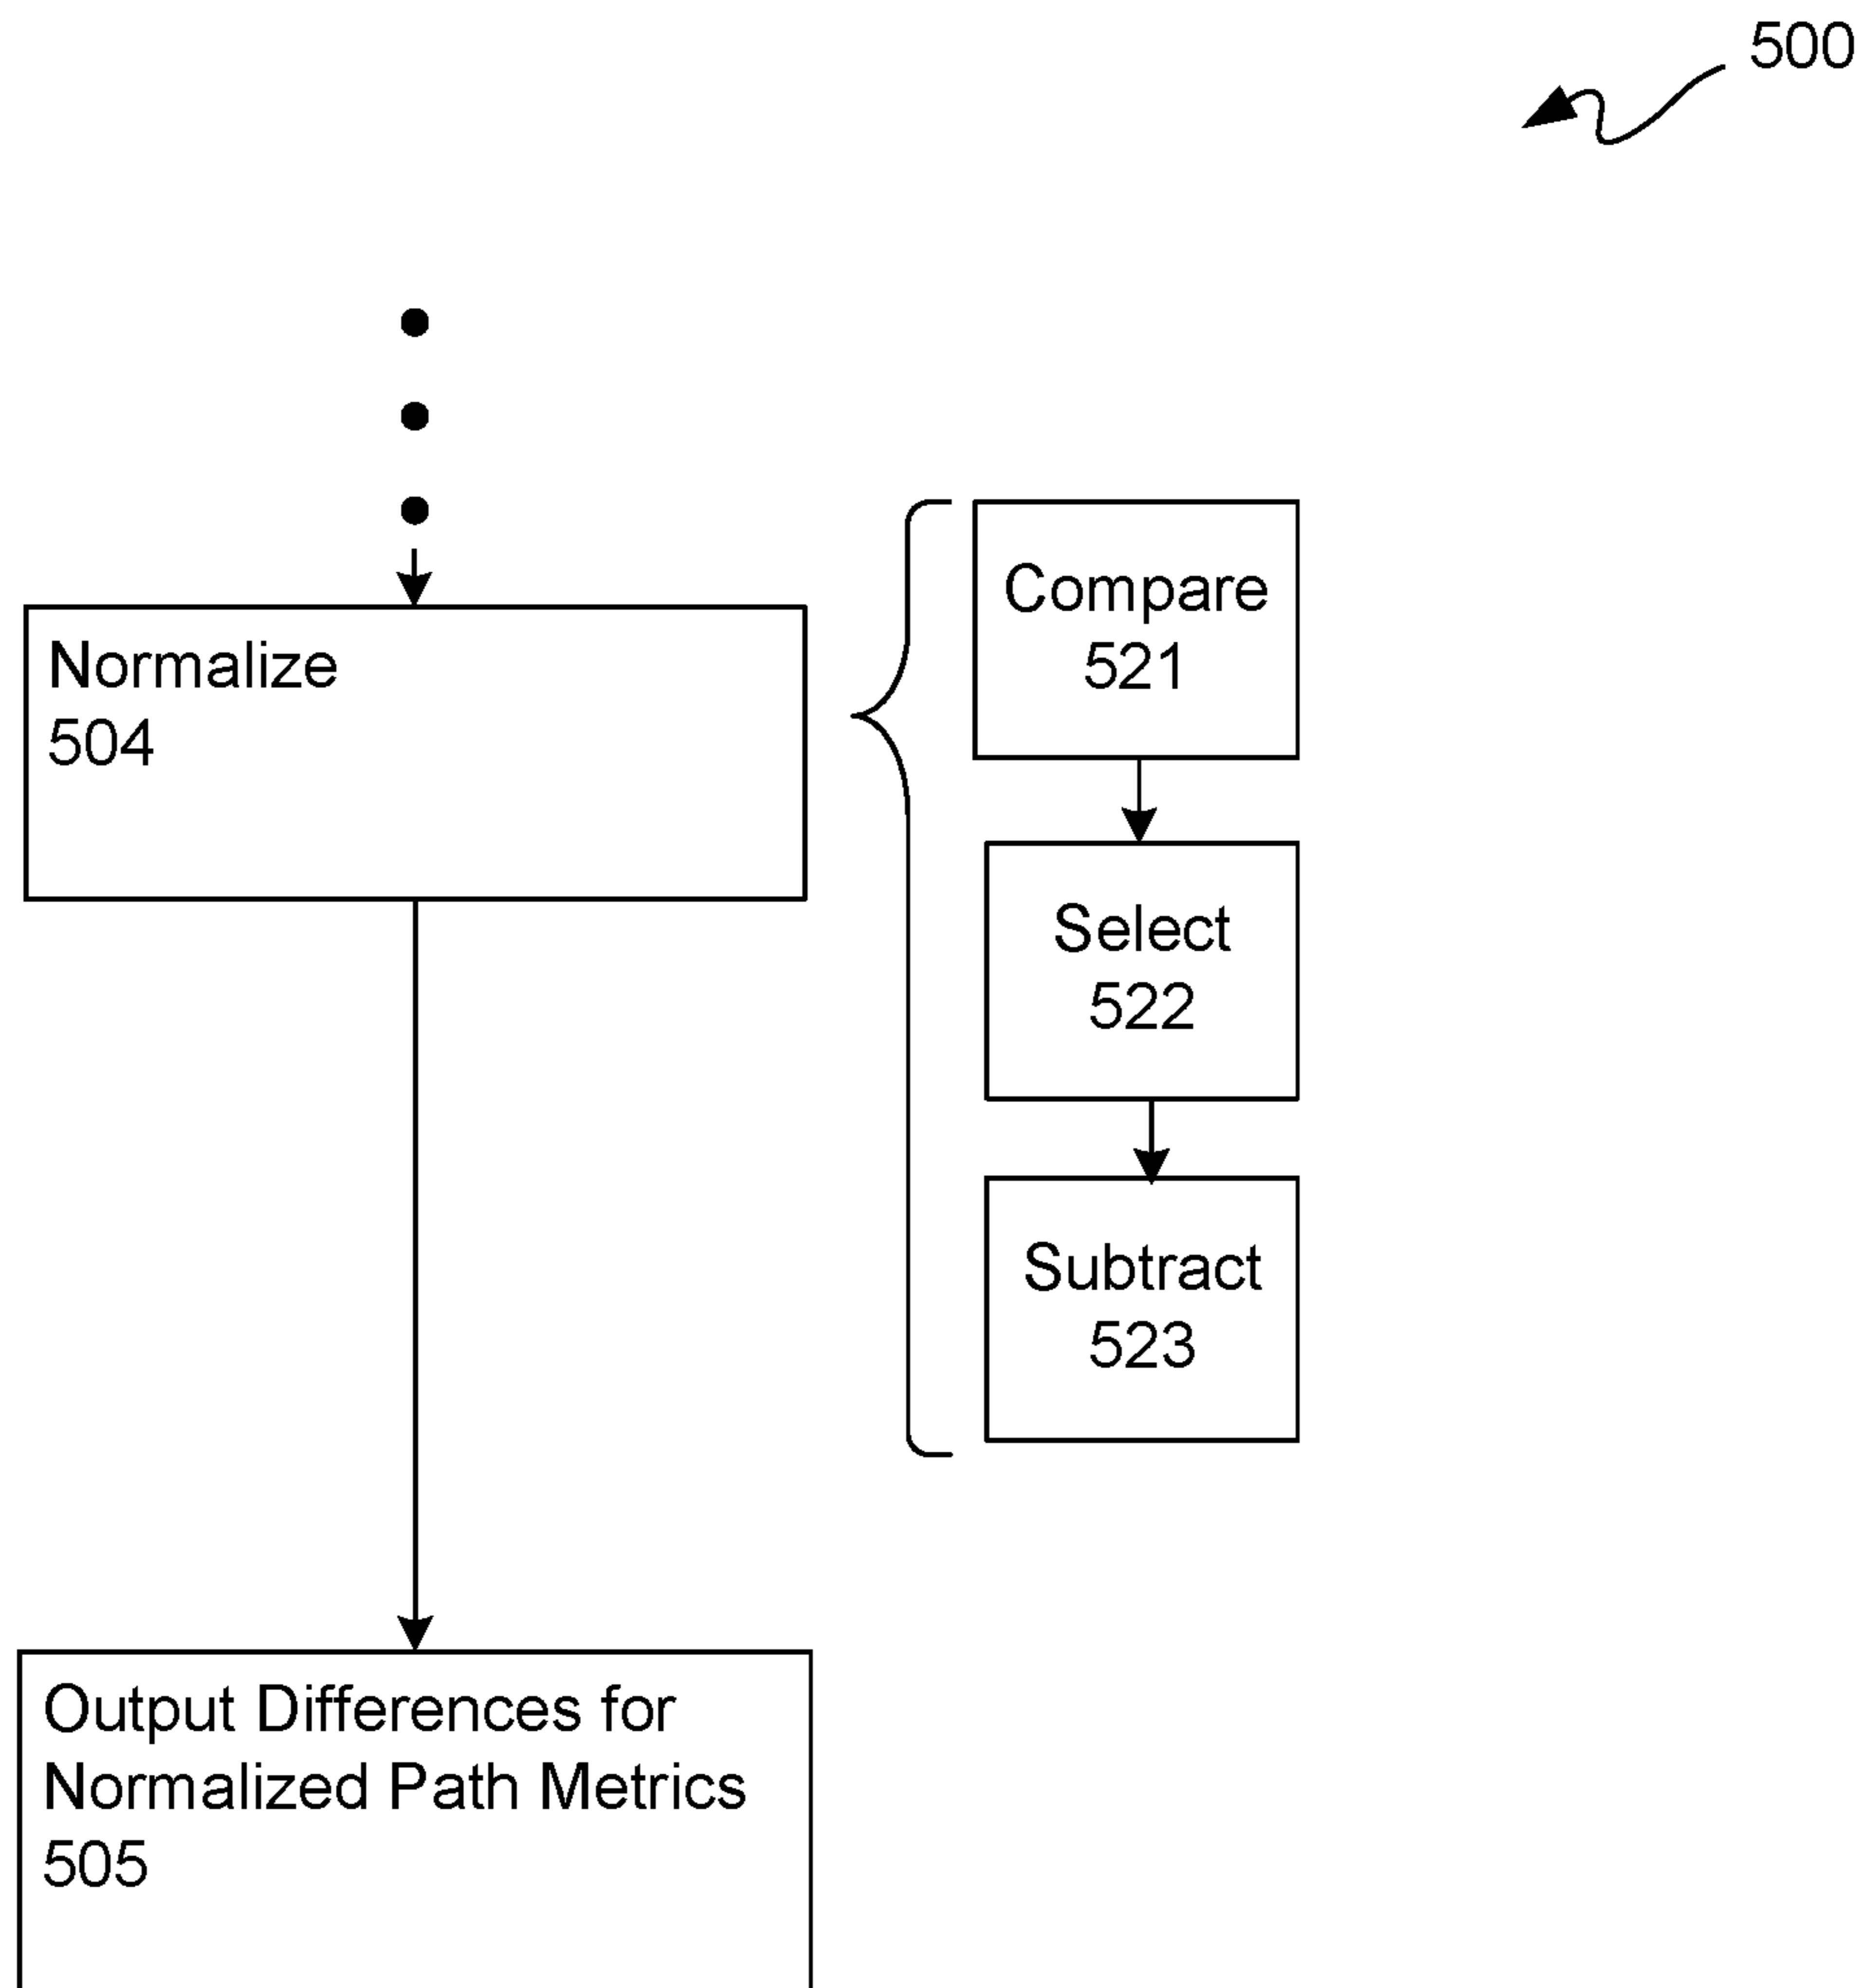 500
Normalize
504
Compare
521
Select
522
Subtract
523
Output Differences for
Normalized Path Metrics
505